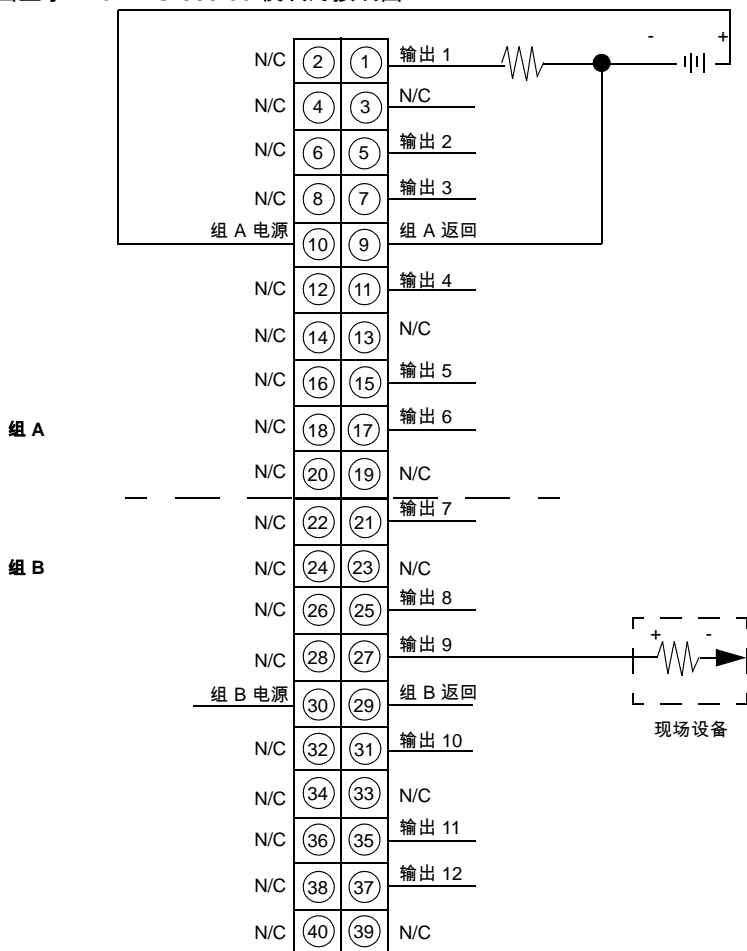 - +
N/C 2 1 输出 1
N/C 4 3 N/C
N/C 6 5 输出 2
N/C 8 7 输出 3
组 A 电源 10 9 组 A 返回
N/C 12 11 输出 4
N/C 14 13 N/C
N/C 16 15 输出 5
组 A N/C 18 17 输出 6
N/C 20 19 N/C
N/C 22 21 输出 7
组 B N/C 24 23 N/C
N/C 26 25 输出 8
N/C 28 27 输出 9 + -
组 B 电源 30 29 组 B 返回
现场设备
N/C 32 31 输出 10
N/C 34 33 N/C
N/C 36 35 输出 11
N/C 38 37 输出 12
N/C 40 39 N/C